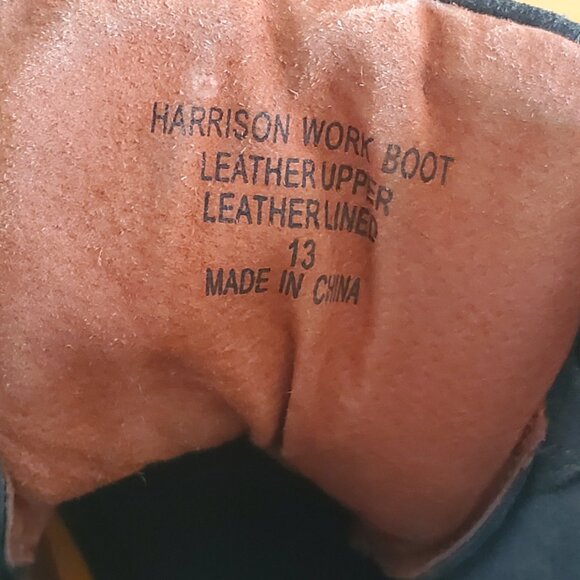 HARRISON WORK BOOT
LEATHER UPPER
LEATHER LINED
13
MADE IN CHINA